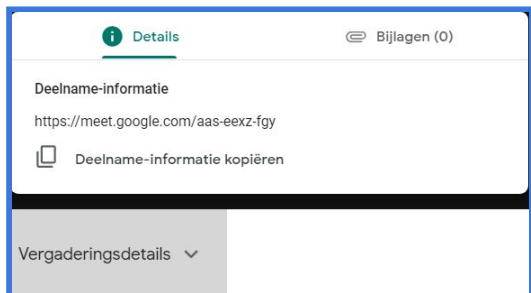 Details
Bijlagen (0)
Deelname-informatie
https://meet.google.com/aas-eexz-fgy
Deelname-informatie kopiëren
Vergaderingsdetails